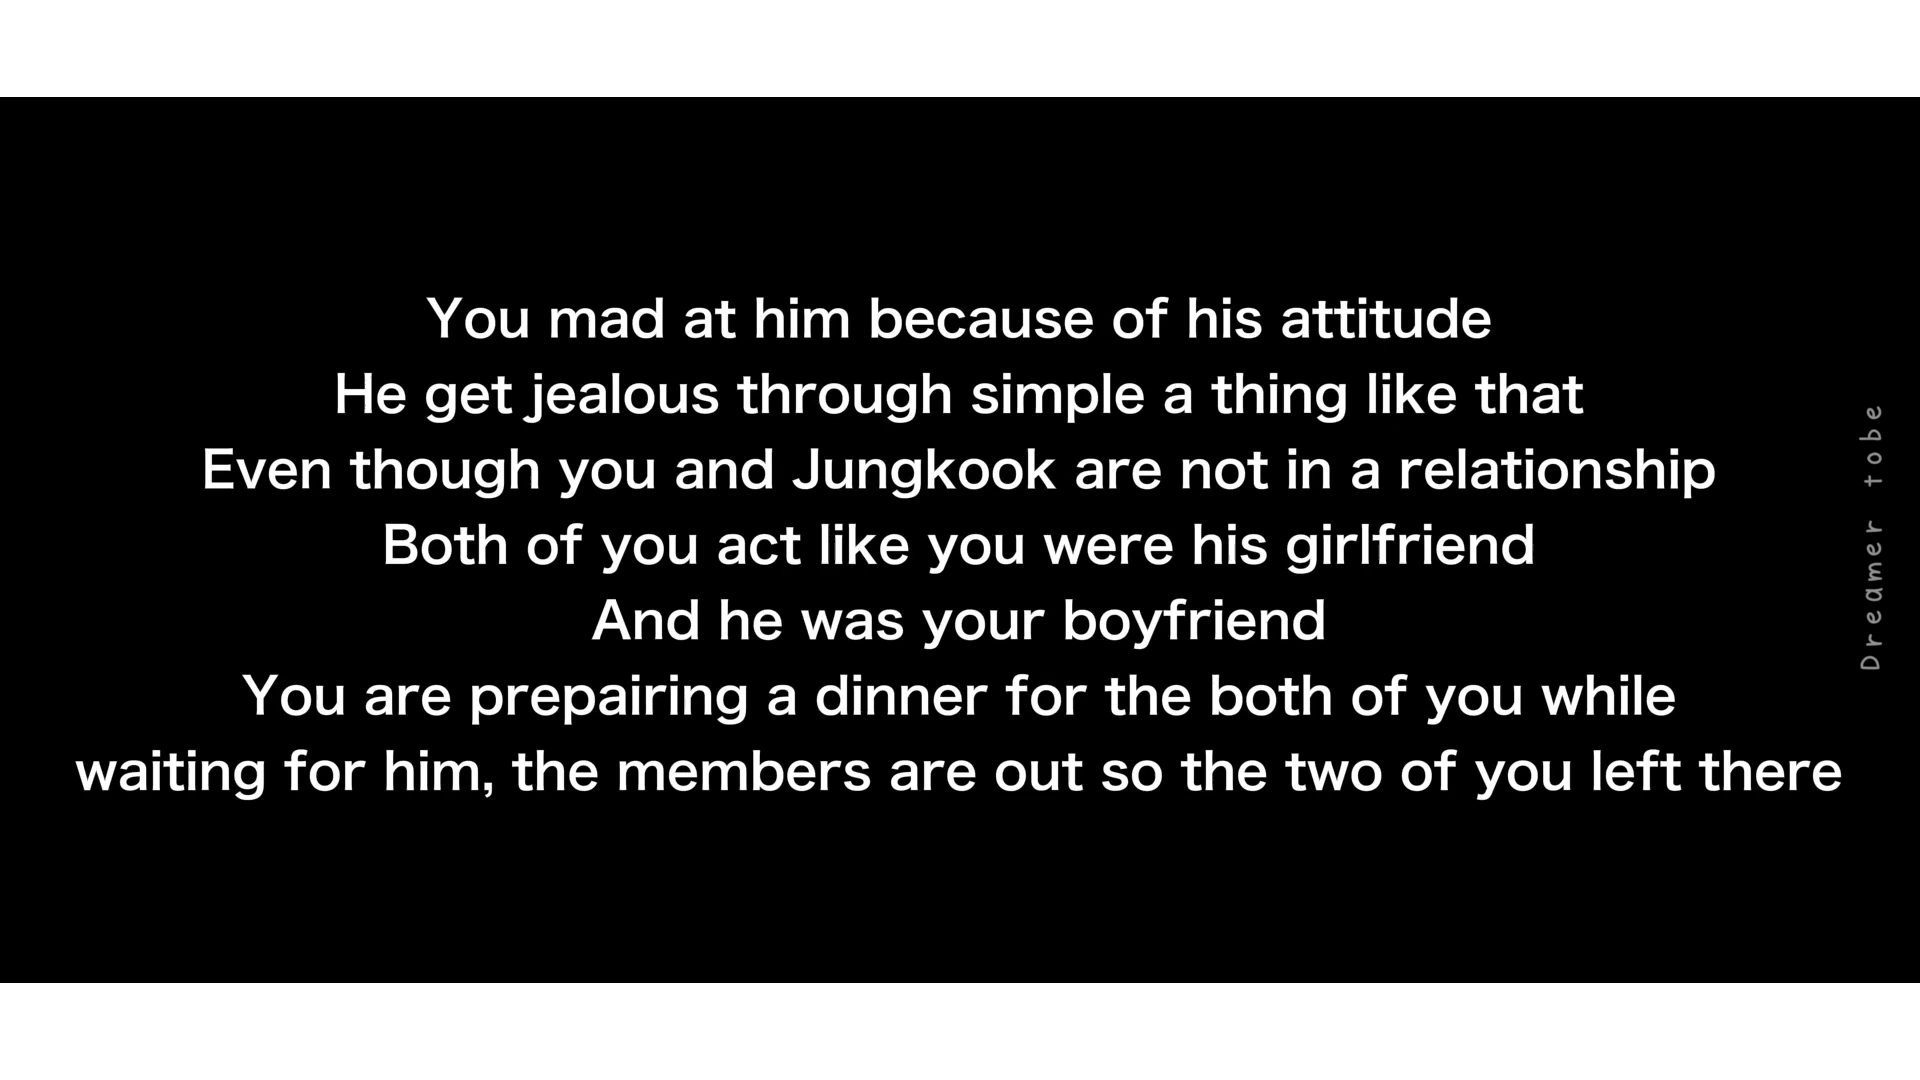 You mad at him because of his attitude
He get jealous through simple a thing like that
Even though you and Jungkook are not in a relationship
Both of you act like you were his girlfriend
And he was your boyfriend
You are prepairing a dinner for the both of you while
waiting for him, the members are out so the two of you left there
Dreamer tobe